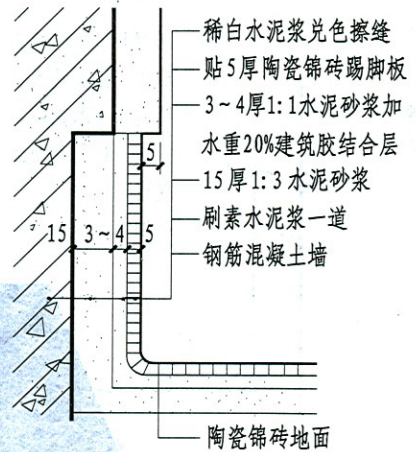 稀白水泥浆兑色擦缝
贴5厚陶瓷锦砖踢脚板
3～4厚1:1水泥砂浆加
水重20%建筑胶结合层
15厚1:3水泥砂浆
刷素水泥浆一道
钢筋混凝土墙
5
15 3～4 5
陶瓷锦砖地面